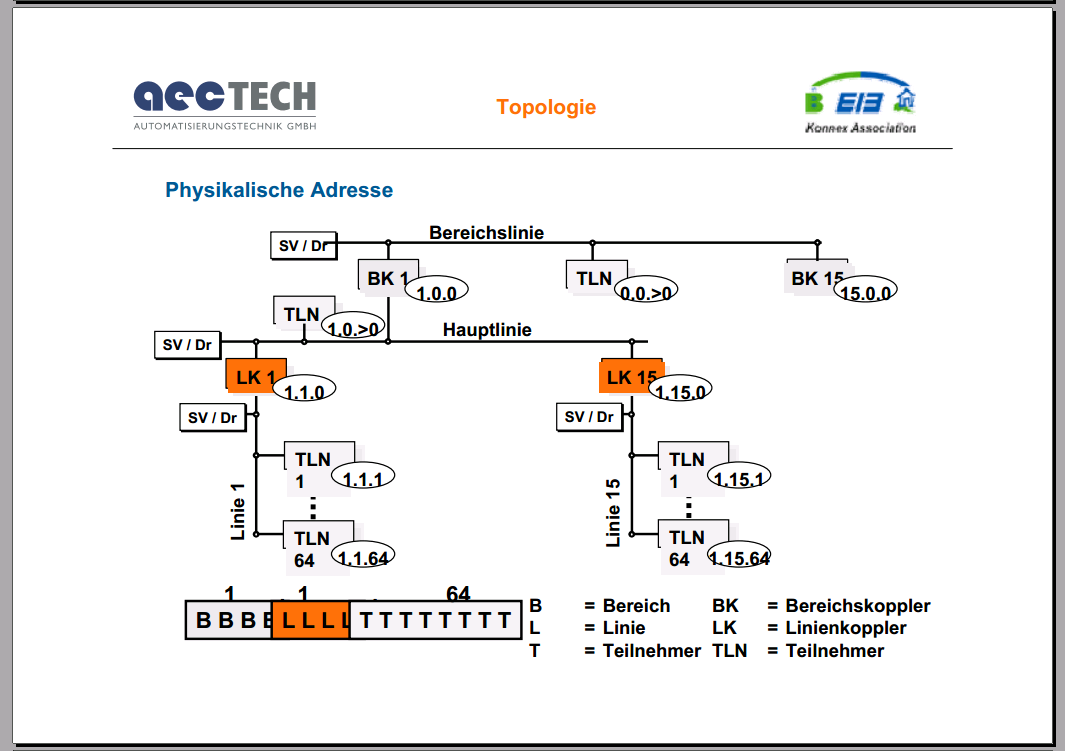 aecTECH
AUTOMATISIERUNGSTECHNIK GMBH
Topologie
B EIB
Konnex Association
Physikalische Adresse
Bereichslinie
SV / Dr
BK 1
1.0.0
TLN
0.0.>0
BK 15
15.0.0
TLN
1.0.>0
Hauptlinie
SV / Dr
LK 1
1.1.0
LK 15
1.15.0
SV / Dr
SV / Dr
TLN
1
1.1.1
TLN
1
1.15.1
Linie 1
Linie 15
TLN
64
1.1.64
TLN
64
1.15.64
1 1 64
B B B B L L L L T T T T T T T T
B = Bereich BK = Bereichskoppler
L = Linie LK = Linienkoppler
T = Teilnehmer TLN = Teilnehmer